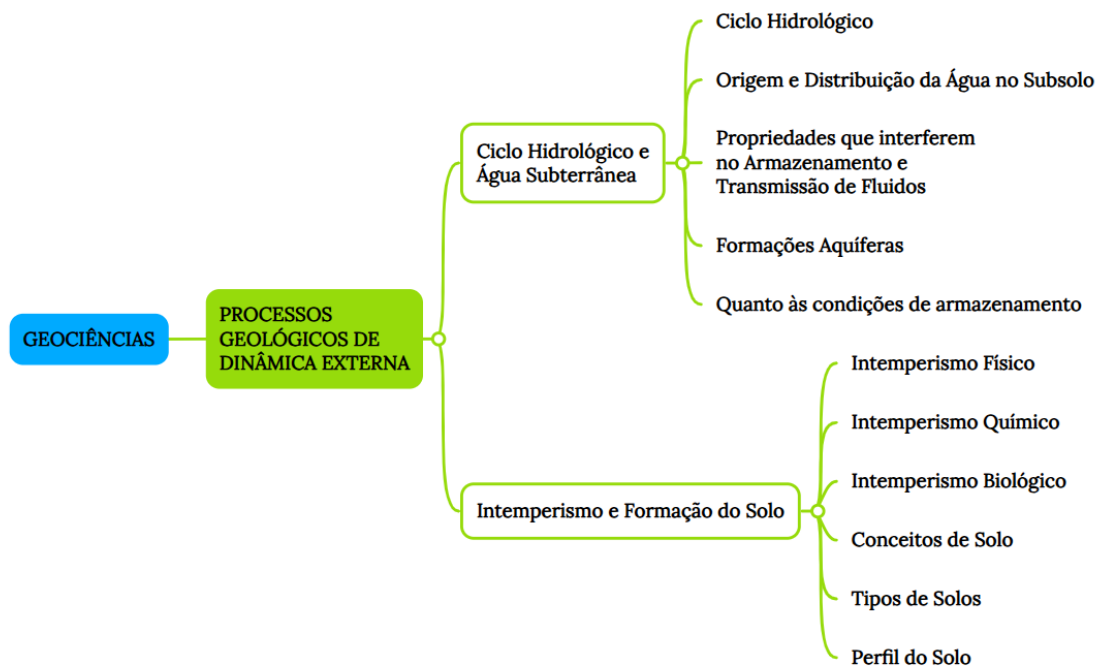 GEOCIÊNCIAS
PROCESSOS
GEOLÓGICOS DE
DINÂMICA EXTERNA
Ciclo Hidrológico e
Água Subterrânea
Ciclo Hidrológico
Origem e Distribuição da Água no Subsolo
Propriedades que interferem
no Armazenamento e
Transmissão de Fluidos
Formações Aquíferas
Quanto às condições de armazenamento
Intemperismo e Formação do Solo
Intemperismo Físico
Intemperismo Químico
Intemperismo Biológico
Conceitos de Solo
Tipos de Solos
Perfil do Solo